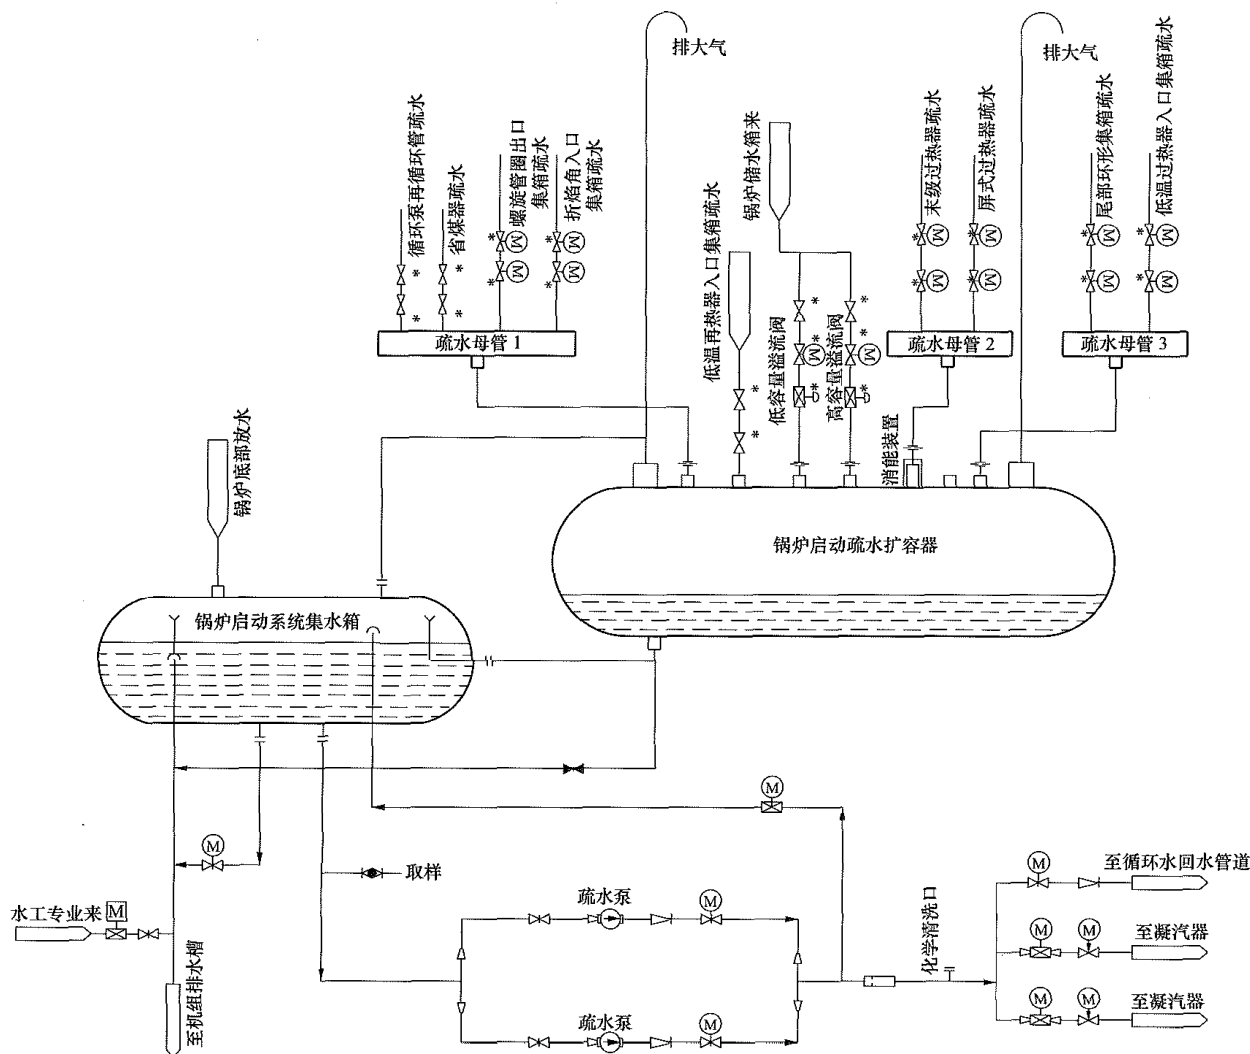 排大气
排大气
循环泵再循环管疏水
省煤器疏水
螺旋管圈出口
集箱疏水
折焰角入口
集箱疏水
低温再热器入口集箱疏水
锅炉储水箱来
末级过热器疏水
屏式过热器疏水
尾部环形集箱疏水
低温过热器入口集箱疏水
* * * * * * * *
M M M M
疏水母管 1
低容量溢流阀
高容量溢流阀
* * * * * *
M M
* * * *
M M M M
疏水母管 2
* * * *
M M M M
疏水母管 3
消能装置
锅炉底部放水
锅炉启动疏水扩容器
锅炉启动系统集水箱
M
M
取样
水工专业来
M
至机组排水槽
疏水泵
M
疏水泵
M
化学清洗口
M
至循环水回水管道
M M
至凝汽器
M M
至凝汽器